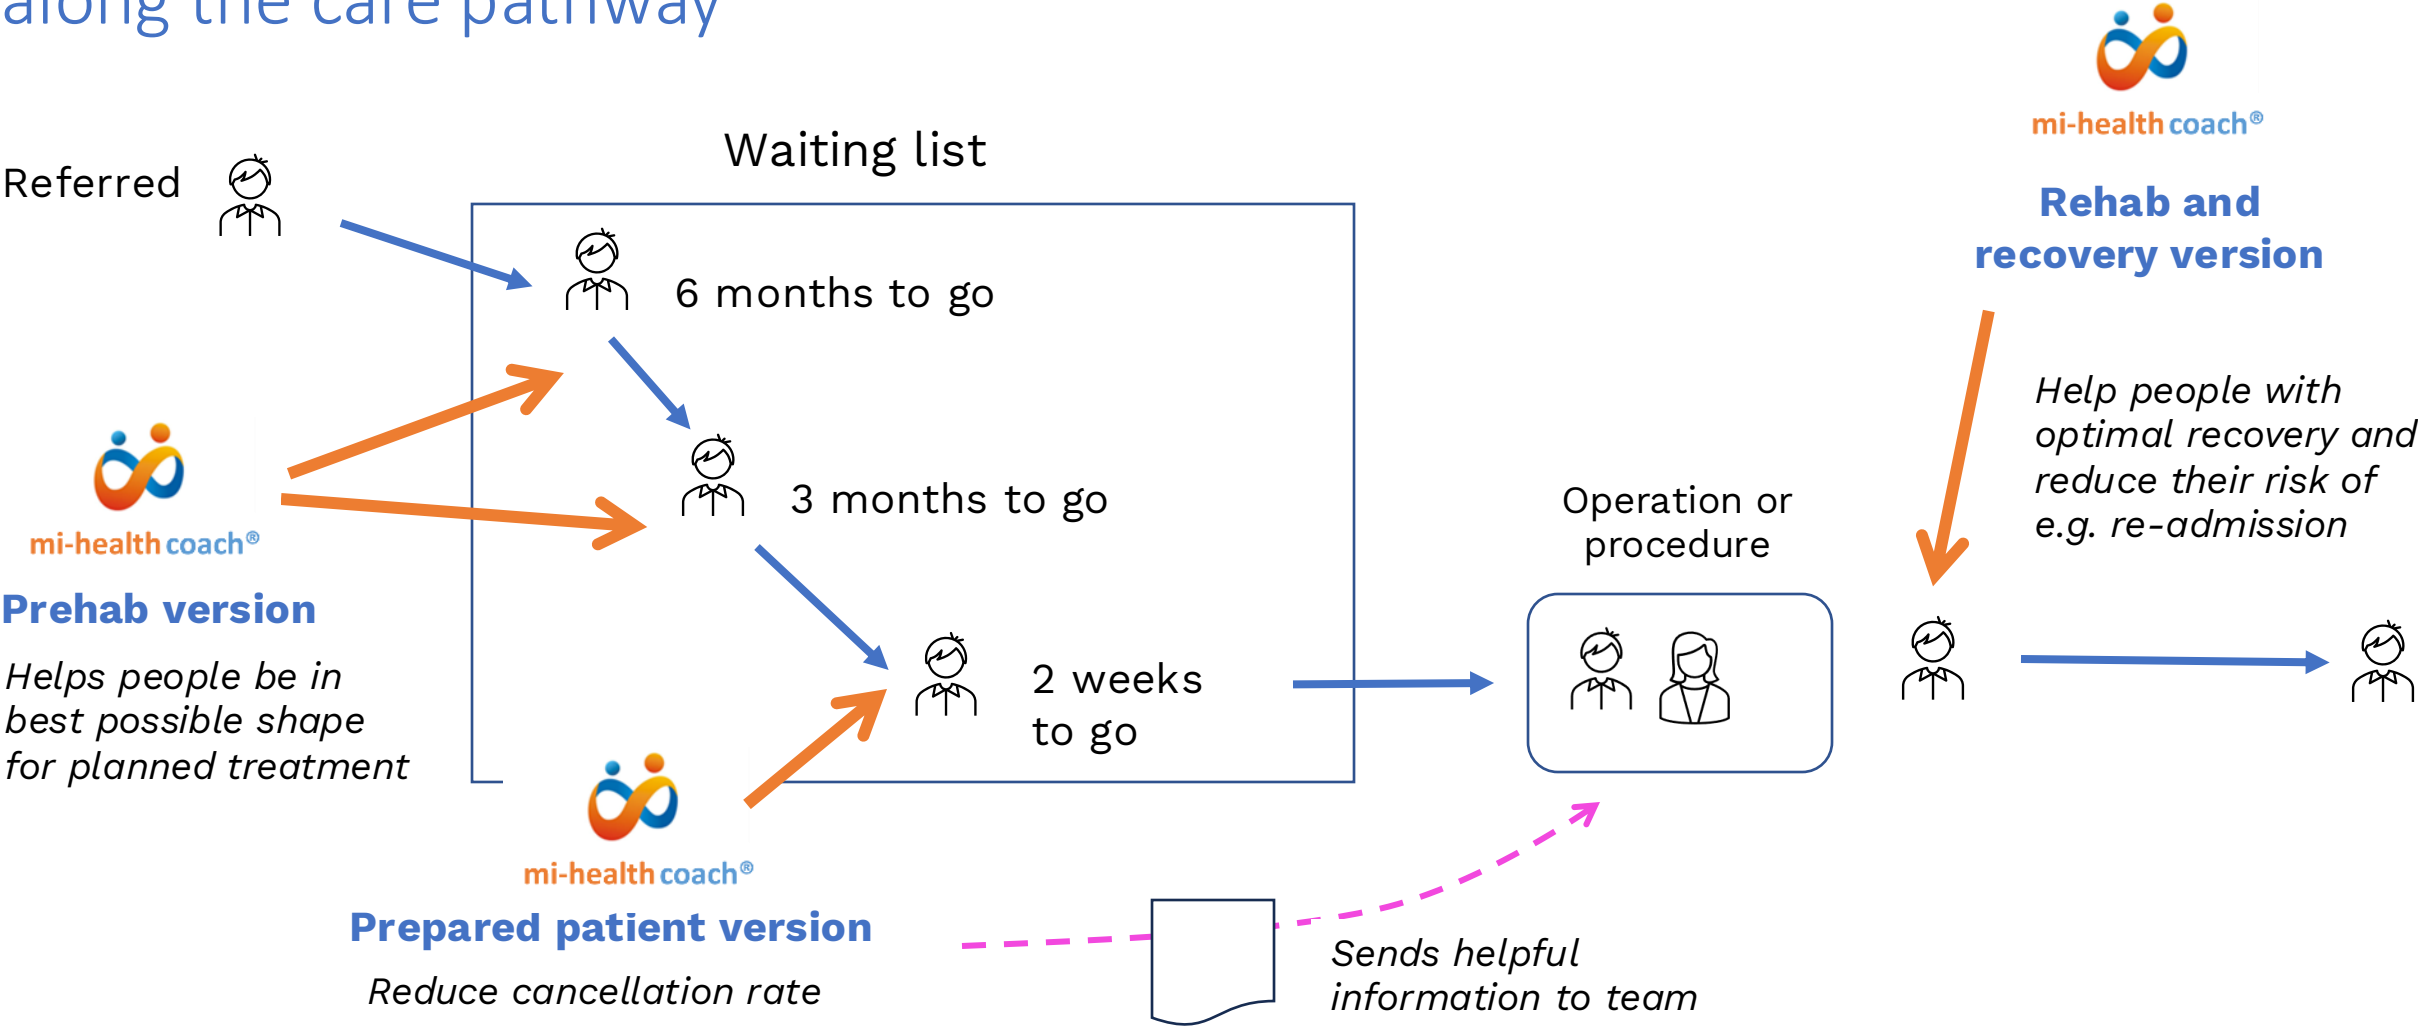 along the care pathway
mi-health coach®
Waiting list
Referred
Rehab and
recovery version
6 months to go
Help people with
optimal recovery and
reduce their risk of
e.g. re-admission
3 months to go
Operation or
procedure
mi-health coach®
Prehab version
Helps people be in
best possible shape
for planned treatment
2 weeks
to go
mi-health coach®
Prepared patient version
Reduce cancellation rate
Sends helpful
information to team